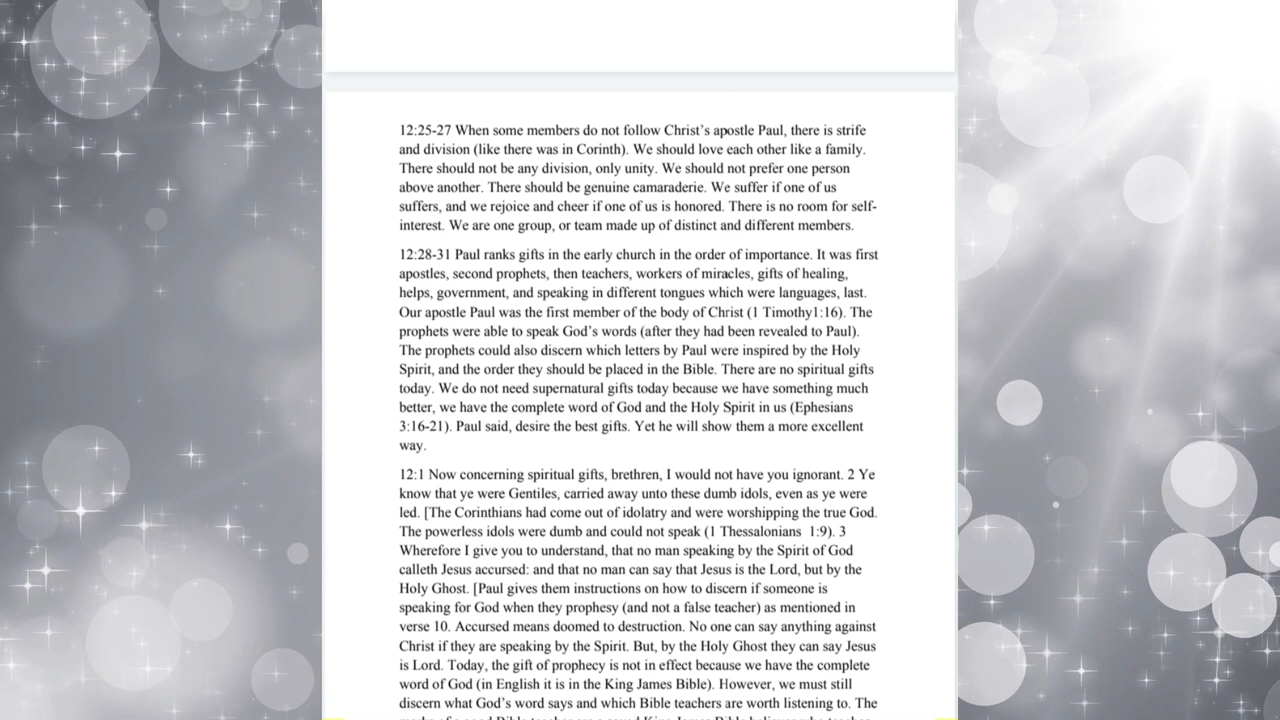 12:25-27 When some members do not follow Christ's apostle Paul, there is strife
and division (like there was in Corinth). We should love each other like a family.
There should not be any division, only unity. We should not prefer one person
above another. There should be genuine camaraderie. We suffer if one of us
suffers, and we rejoice and cheer if one of us is honored. There is no room for self-
interest. We are one group, or team made up of distinct and different members.
12:28-31 Paul ranks gifts in the early church in the order of importance. It was first
apostles, second prophets, then teachers, workers of miracles, gifts of healing,
helps, government, and speaking in different tongues which were languages, last.
Our apostle Paul was the first member of the body of Christ (1 Timothy1:16). The
prophets were able to speak God's words (after they had been revealed to Paul).
The prophets could also discern which letters by Paul were inspired by the Holy
Spirit, and the order they should be placed in the Bible. There are no spiritual gifts
today. We do not need supernatural gifts today because we have something much
better, we have the complete word of God and the Holy Spirit in us (Ephesians
3:16-21). Paul said, desire the best gifts. Yet he will show them a more excellent
way.
12:1 Now concerning spiritual gifts, brethren, I would not have you ignorant. 2 Ye
know that ye were Gentiles, carried away unto these dumb idols, even as ye were
led. [The Corinthians had come out of idolatry and were worshipping the true God.
The powerless idols were dumb and could not speak (1 Thessalonians 1:9). 3
Wherefore I give you to understand, that no man speaking by the Spirit of God
calleth Jesus accursed: and that no man can say that Jesus is the Lord, but by the
Holy Ghost. [Paul gives them instructions on how to discern if someone is
speaking for God when they prophesy (and not a false teacher) as mentioned in
verse 10. Accursed means doomed to destruction. No one can say anything against
Christ if they are speaking by the Spirit. But, by the Holy Ghost they can say Jesus
is Lord. Today, the gift of prophecy is not in effect because we have the complete
word of God (in English it is in the King James Bible). However, we must still
discern what God's word says and which Bible teachers are worth listening to. The